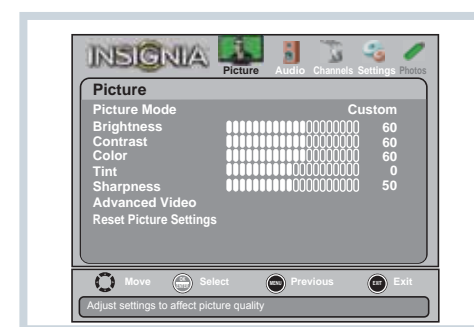 INSIGNIA
Picture Audio Channels Settings Photos
Picture
Picture Mode Custom
Brightness 60
Contrast 60
Color 60
Tint 0
Sharpness 50
Advanced Video
Reset Picture Settings
Move Select MENU Previous EXIT Exit
Adjust settings to affect picture quality